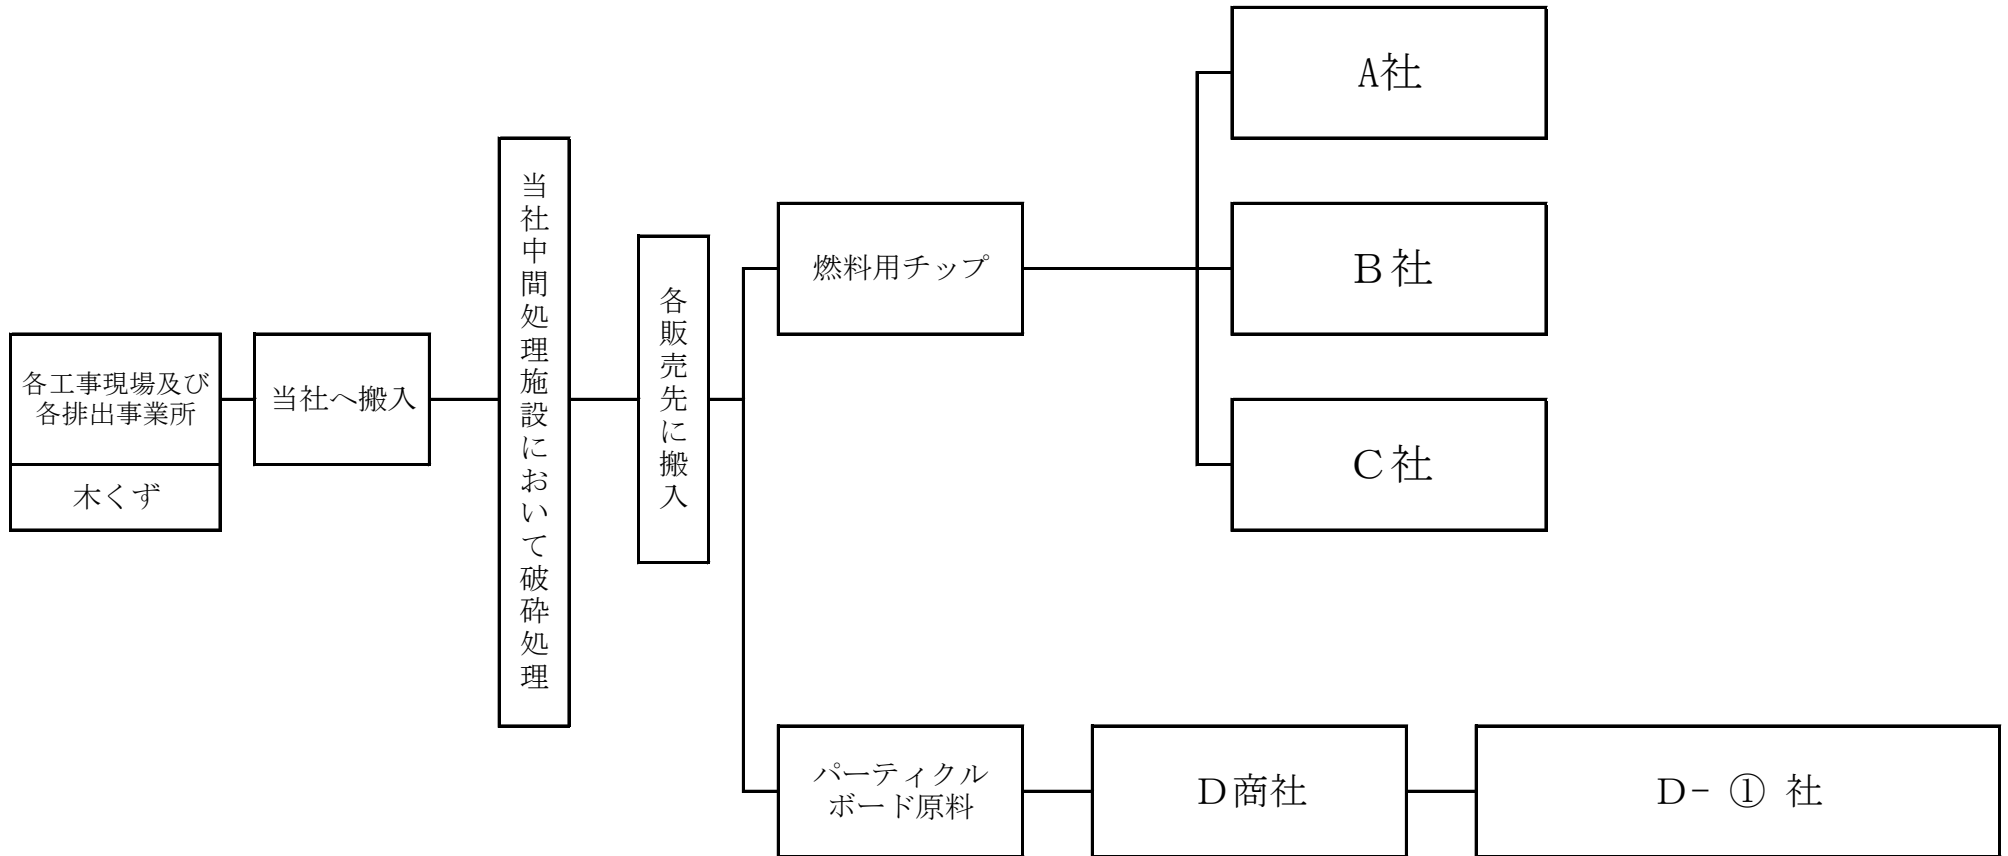 各工事現場及び
各排出事業所
木くず
当社へ搬入
当社中間処理施設において破砕処理
各販売先に搬入
燃料用チップ
A社
B社
C社
パーティクル
ボード原料
D商社
D- ① 社